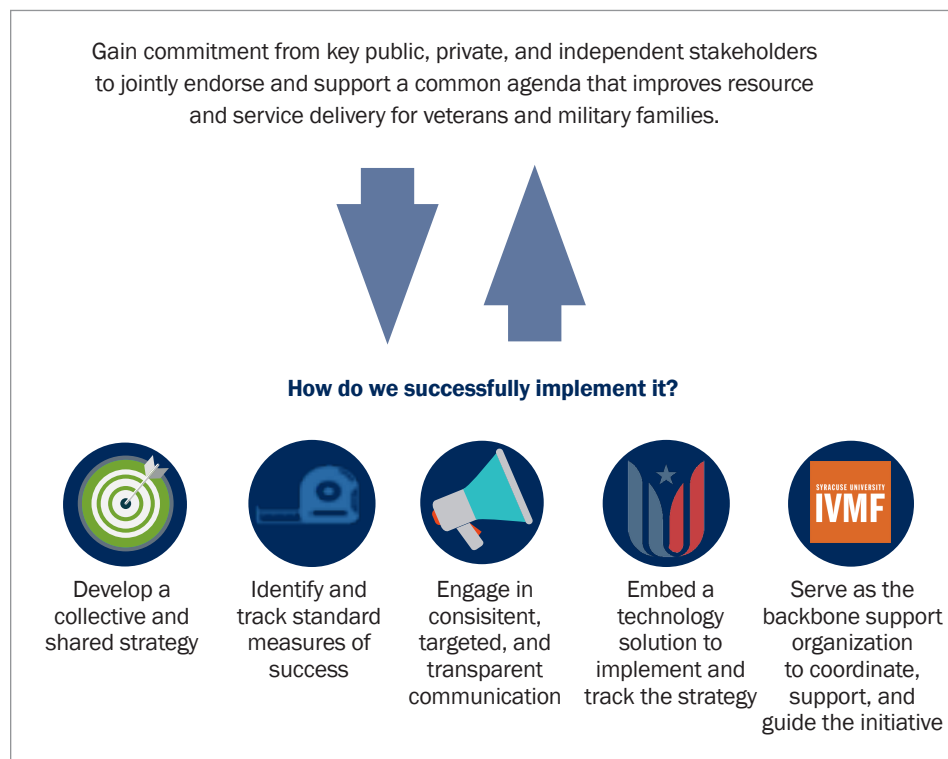 Gain commitment from key public, private, and independent stakeholders
to jointly endorse and support a common agenda that improves resource
and service delivery for veterans and military families.
How do we successfully implement it?
Develop a
collective and
shared strategy
Identify and
track standard
measures of
success
Engage in
consisitent,
targeted, and
transparent
communication
Embed a
technology
solution to
implement and
track the strategy
SYRACUSE UNIVERSITY
IVMF
Serve as the
backbone support
organization
to coordinate,
support, and
guide the initiative